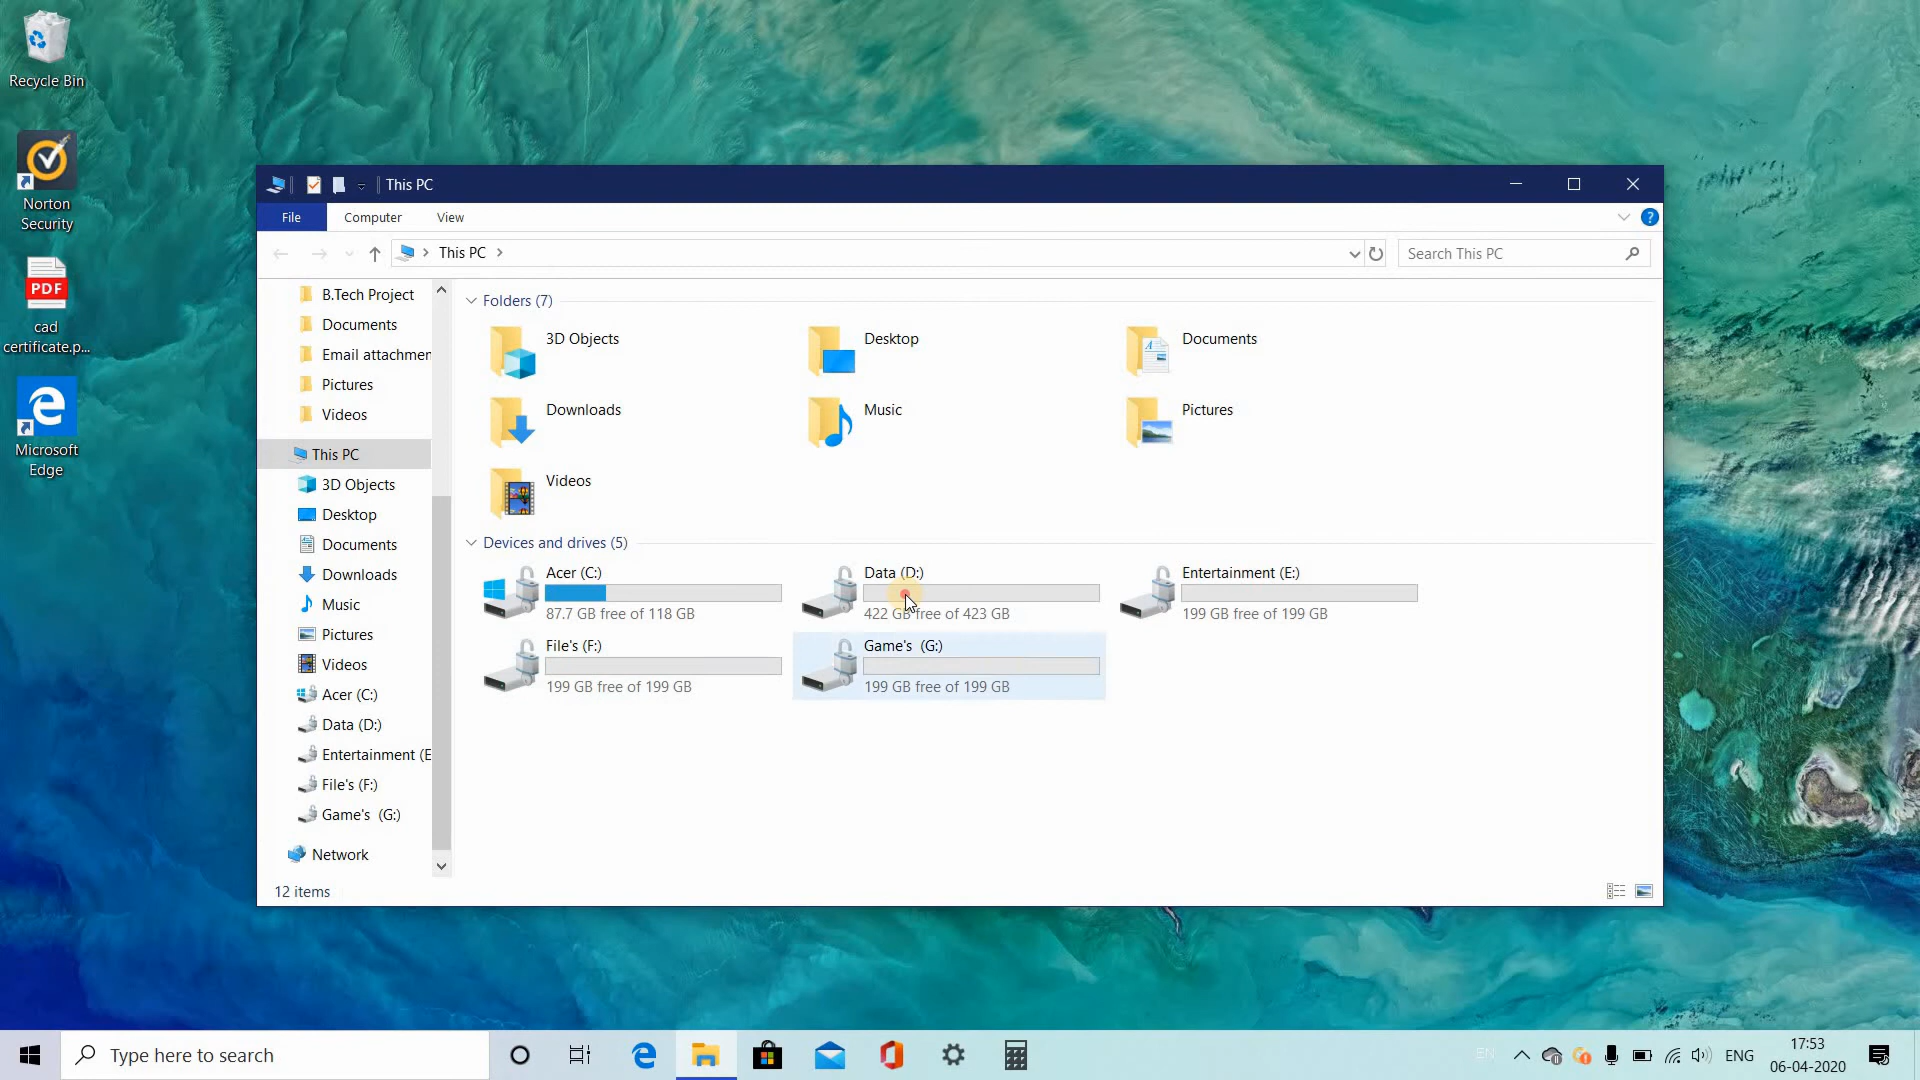 Recycle Bin
Norton
Security
PDF
cad
certificate.p...
Microsoft
Edge
This PC
File
Computer
View
?
This PC
Search This PC
B.Tech Project
Documents
Email attachmen
Pictures
Videos
This PC
3D Objects
Desktop
Documents
Downloads
Music
Pictures
Videos
Acer (C:)
Data (D:)
Entertainment (E
File's (F:)
Game's (G:)
Network
Folders (7)
3D Objects
Desktop
Documents
Downloads
Music
Pictures
Videos
Devices and drives (5)
Acer (C:)
87.7 GB free of 118 GB
Data (D:)
422 GB free of 423 GB
Entertainment (E:)
199 GB free of 199 GB
File's (F:)
199 GB free of 199 GB
Game's (G:)
199 GB free of 199 GB
12 items
Type here to search
EN
ENG
17:53
06-04-2020